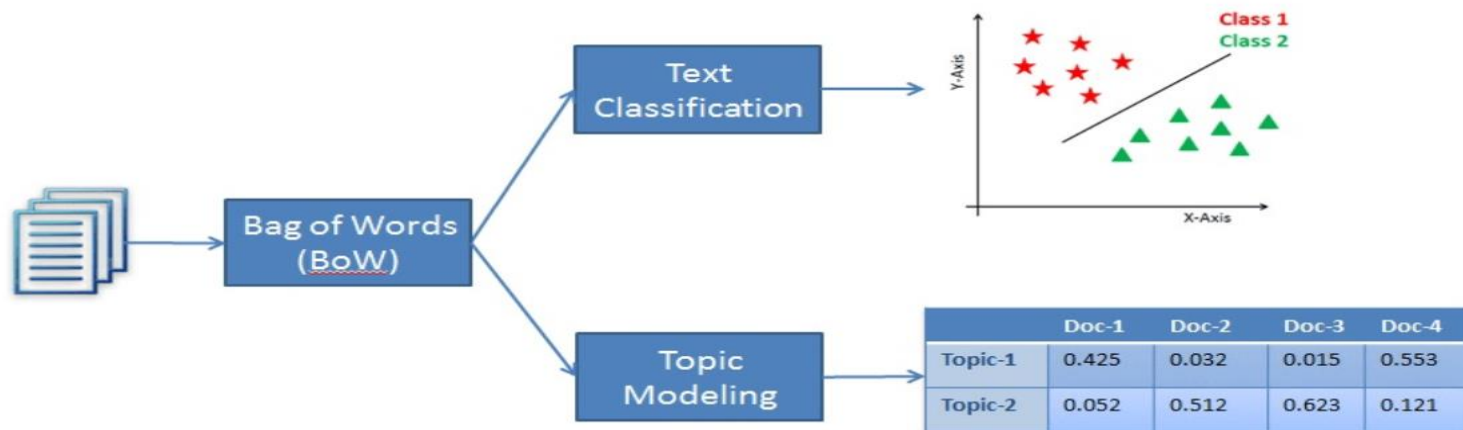 Bag of Words
(BoW)
Text
Classification
Class 1
Class 2
Y-Axis
X-Axis
Topic
Modeling
Doc-1 Doc-2 Doc-3 Doc-4
Topic-1 0.425 0.032 0.015 0.553
Topic-2 0.052 0.512 0.623 0.121